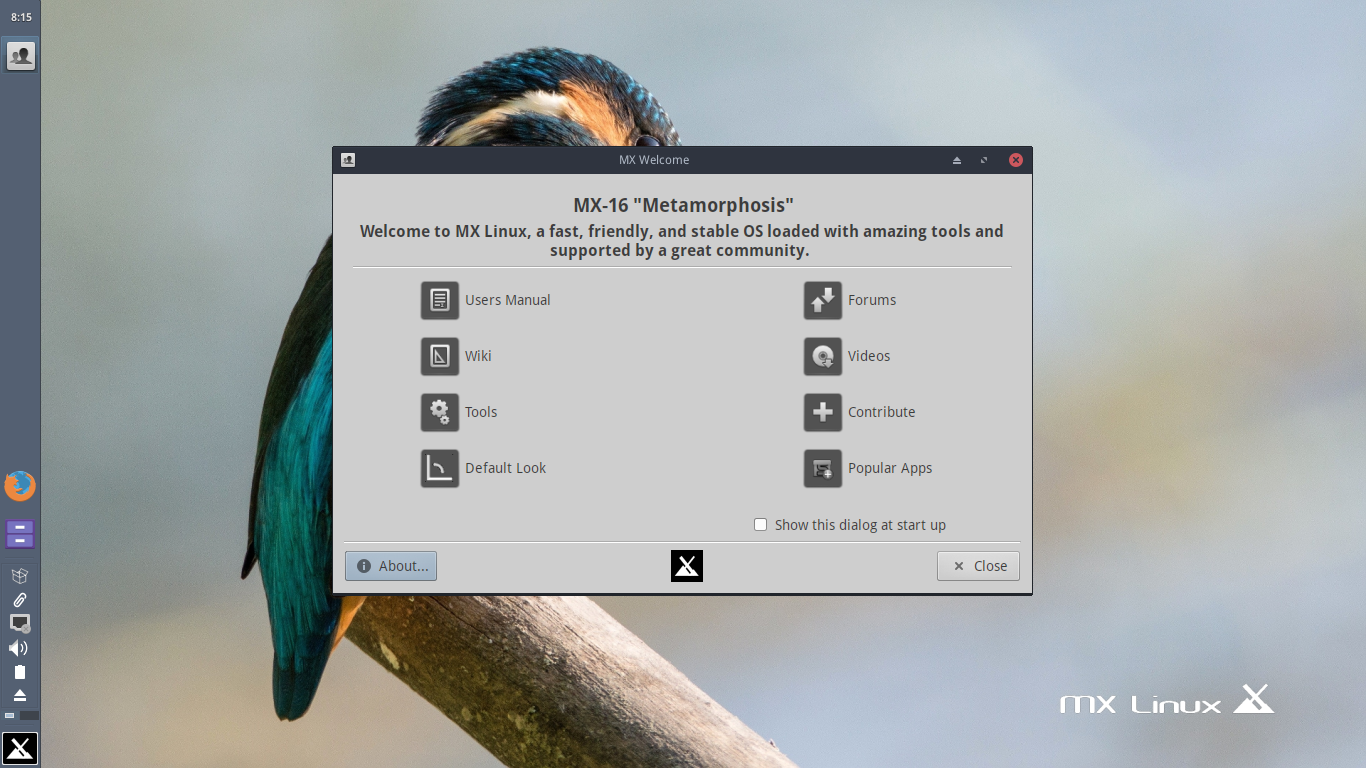 8:15
MX Welcome
MX-16 "Metamorphosis"
Welcome to MX Linux, a fast, friendly, and stable OS loaded with amazing tools and
supported by a great community.
Users Manual
Forums
Wiki
Videos
Tools
Contribute
Default Look
Popular Apps
Show this dialog at start up
About...
Close
MX Linux